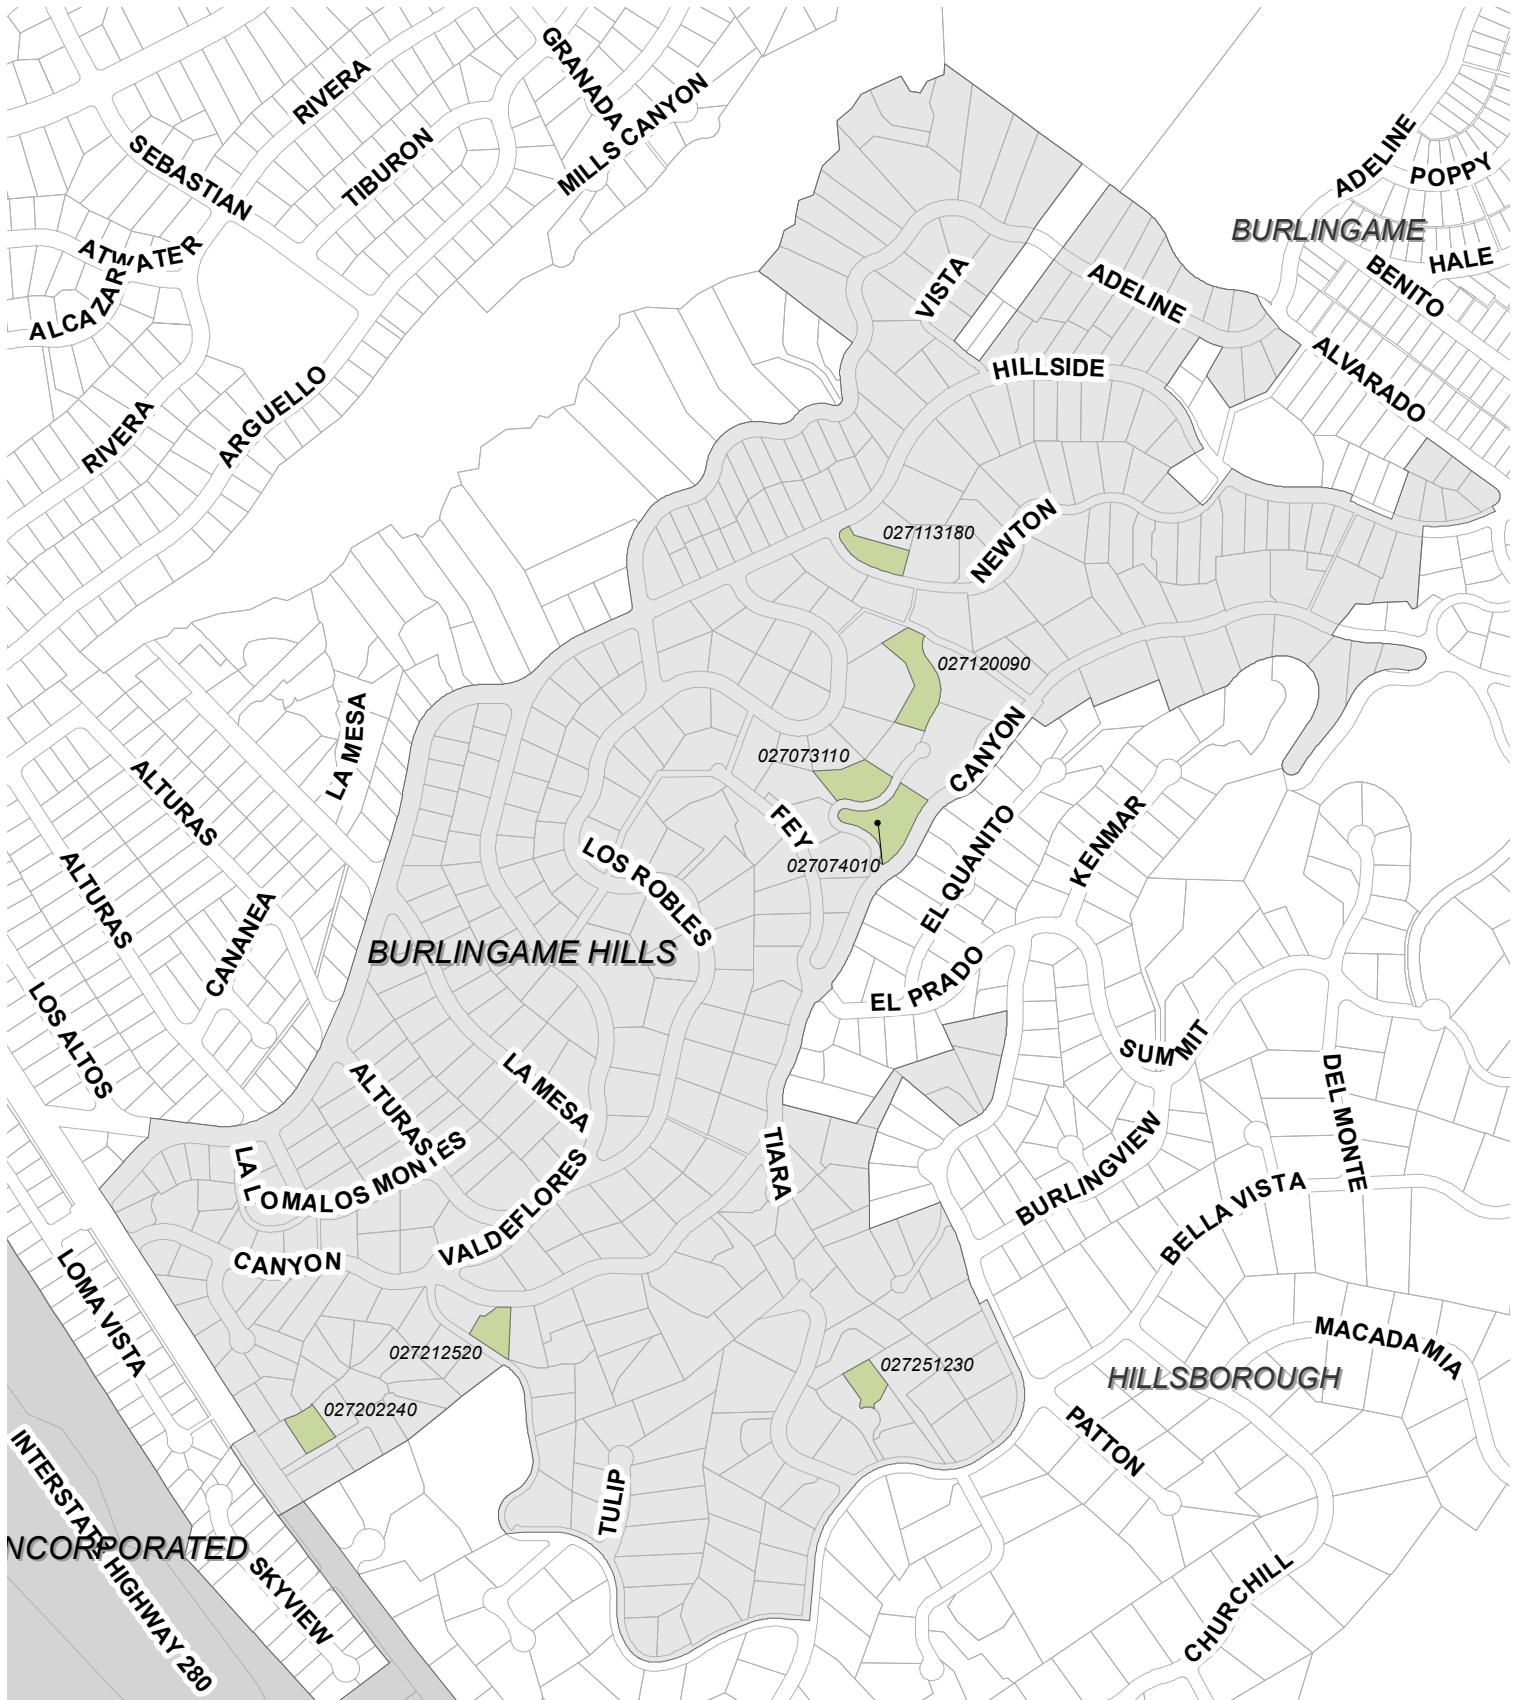 GRANADA
RIVERA
MILLS CANYON
TIBURON
SEBASTIAN
ADELINE
POPPY
BURLINGAME
ATWATER
HALE
BENITO
VISTA
ADELINE
ALCAZAR
HILLSIDE
ALVARADO
ARGUELLO
RIVERA
NEWTON
027113180
027120090
LA MESA
CANYON
027073110
ALTURAS
FEY
EL QUANITO
KENMAR
027074010
LOS ROBLES
ALTURAS
CANANEA
BURLINGAME HILLS
EL PRADO
LOS ALTOS
SUMMIT
LA MESA
DEL MONTE
ALTURAS
TIARA
BURLINGVIEW
LA LOMA
LOS MONTES
VALDEFLORES
BELLA VISTA
CANYON
LOMA VISTA
MACADAMIA
027212520
027251230
HILLSBOROUGH
027202240
PATTON
TULIP
INTERSTATE HIGHWAY 280
NCORPORATED
SKYVIEW
CHURCHILL